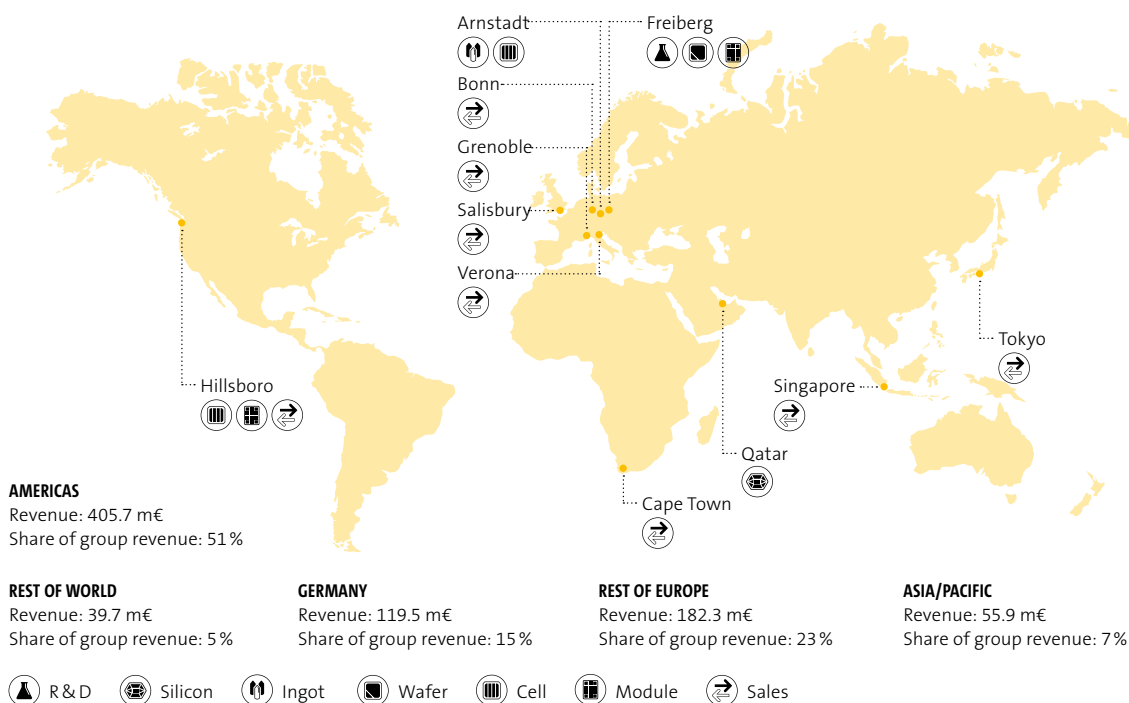 Arnstadt
Freiberg
Bonn
Grenoble
Salisbury
Verona
Tokyo
Hillsboro
Singapore
Qatar
Cape Town
AMERICAS
Revenue: 405.7 m€
Share of group revenue: 51 %
REST OF WORLD
Revenue: 39.7 m€
Share of group revenue: 5 %
GERMANY
Revenue: 119.5 m€
Share of group revenue: 15 %
REST OF EUROPE
Revenue: 182.3 m€
Share of group revenue: 23 %
ASIA/PACIFIC
Revenue: 55.9 m€
Share of group revenue: 7 %
R & D Silicon Ingot Wafer Cell Module Sales